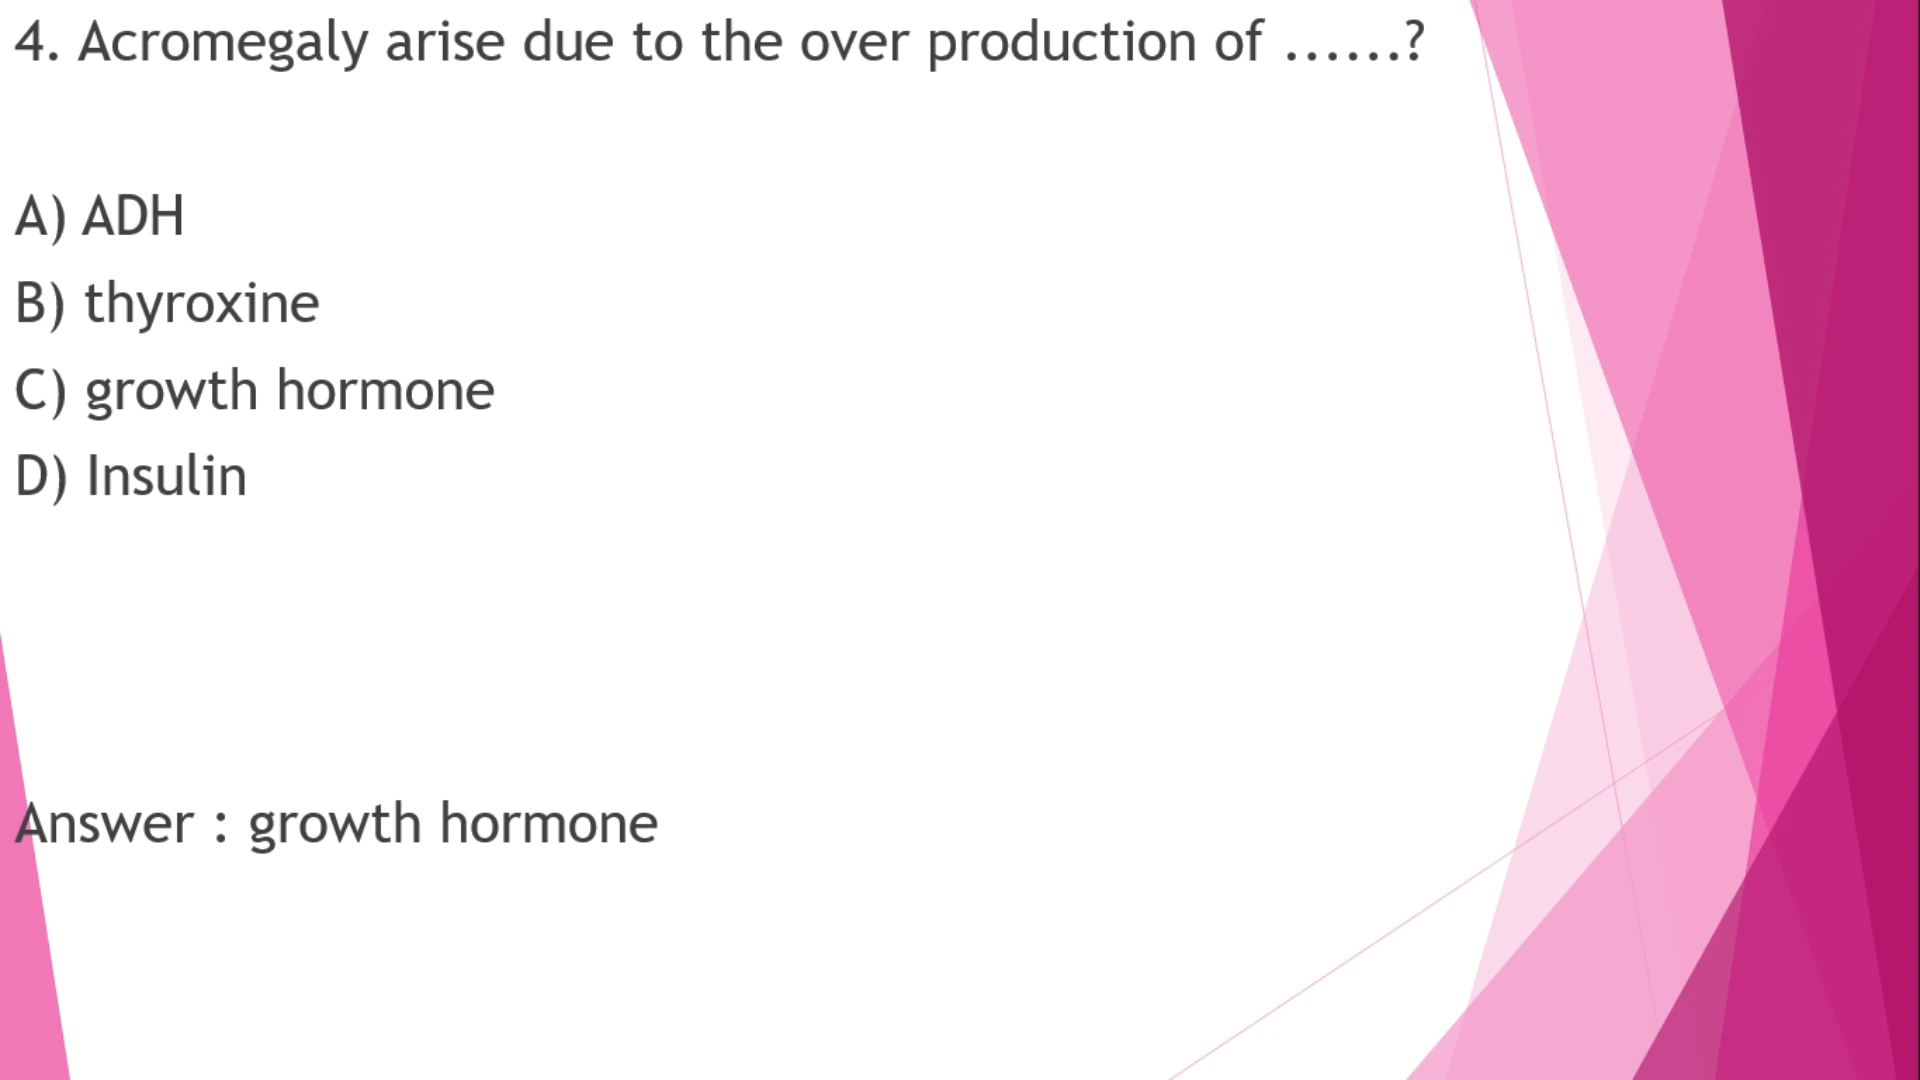 4. Acromegaly arise due to the over production of ......?
A) ADH
B) thyroxine
C) growth hormone
D) Insulin
Answer : growth hormone